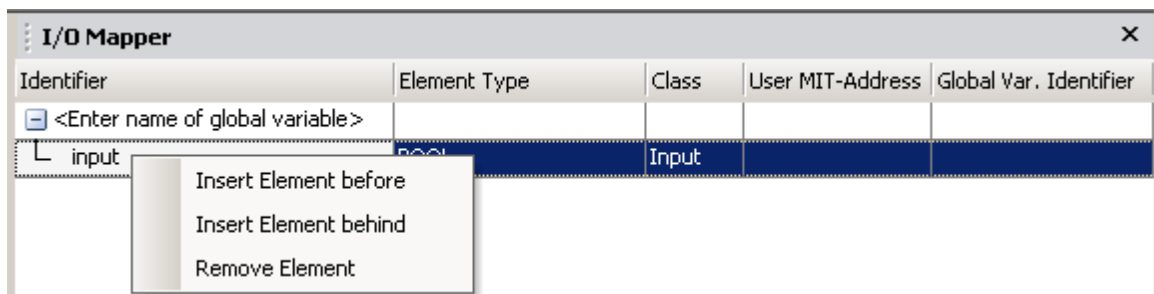 I/O Mapper
Identifier Element Type Class User MIT-Address Global Var. Identifier
<Enter name of global variable>
input BOOL Input
Insert Element before
Insert Element behind
Remove Element